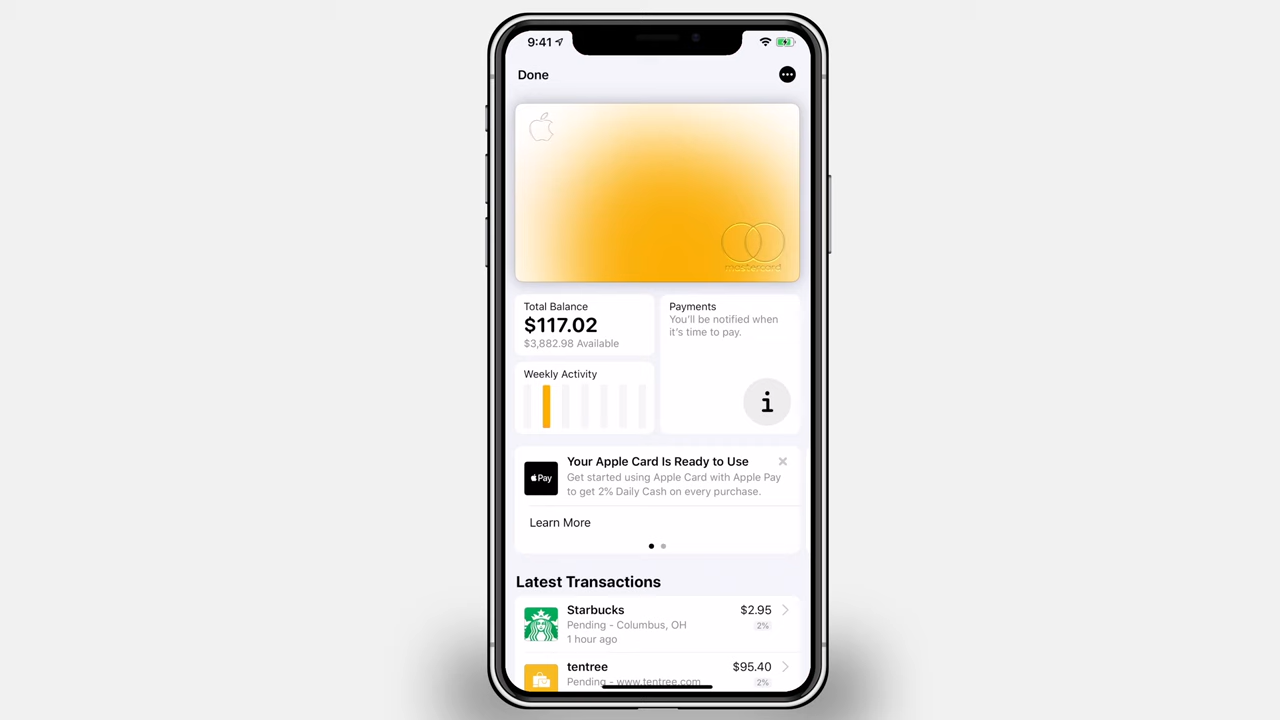 9:41
Done
mastercard
Total Balance
$117.02
$3,882.98 Available
Payments
You'll be notified when
it's time to pay.
Weekly Activity
i
Pay
Your Apple Card Is Ready to Use
Get started using Apple Card with Apple Pay
to get 2% Daily Cash on every purchase.
Learn More
Latest Transactions
Starbucks
$2.95
Pending - Columbus, OH
2%
1 hour ago
tentree
$95.40
Pending - www.tentree.com
2%